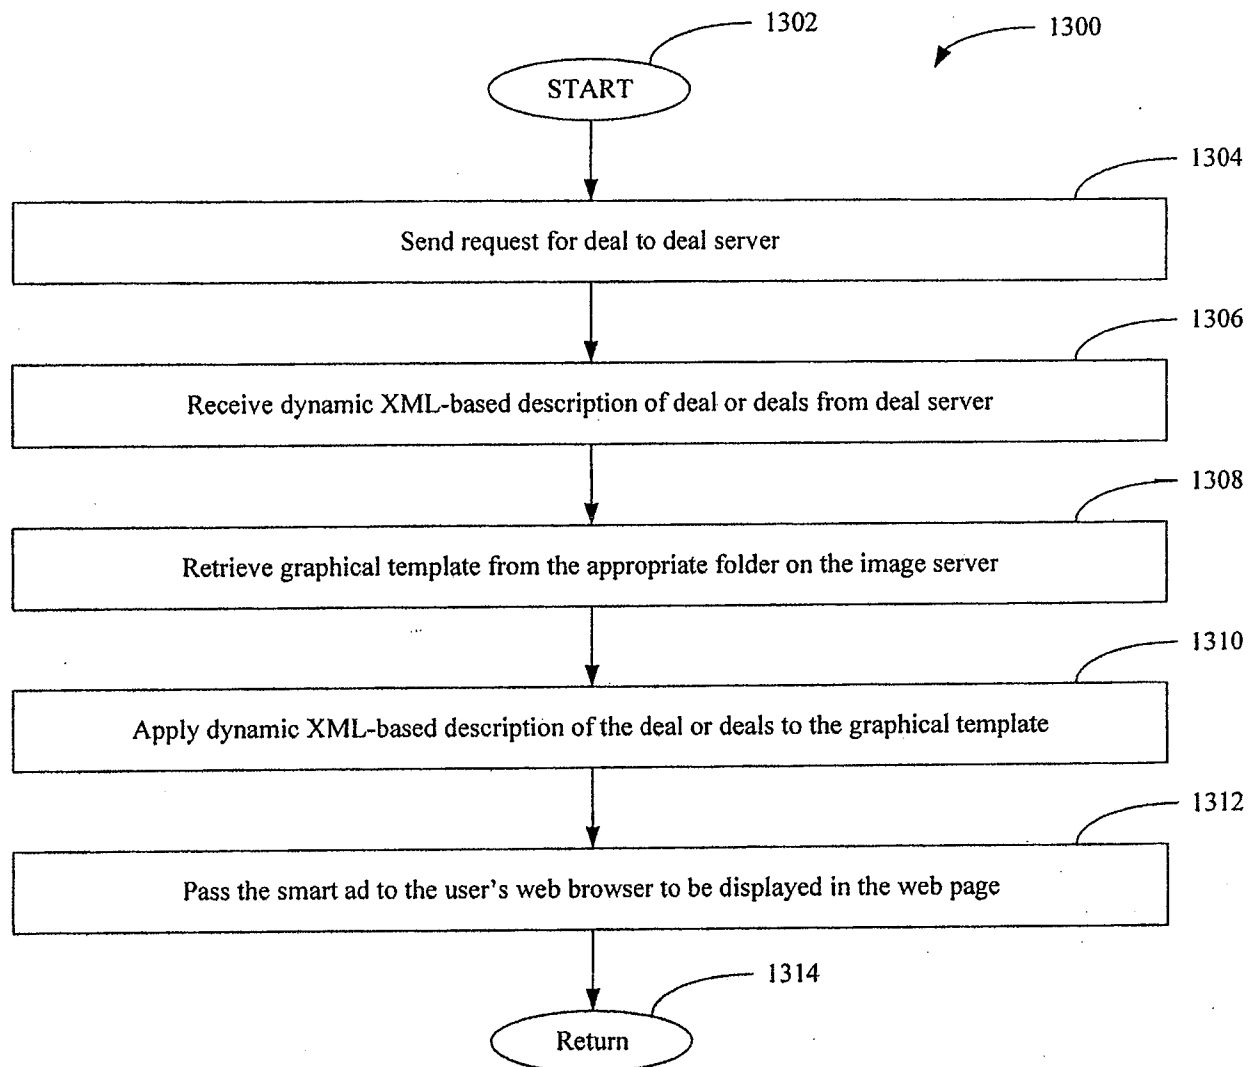 1302
1300
START
1304
Send request for deal to deal server
1306
Receive dynamic XML-based description of deal or deals from deal server
1308
Retrieve graphical template from the appropriate folder on the image server
1310
Apply dynamic XML-based description of the deal or deals to the graphical template
1312
Pass the smart ad to the user's web browser to be displayed in the web page
1314
Return